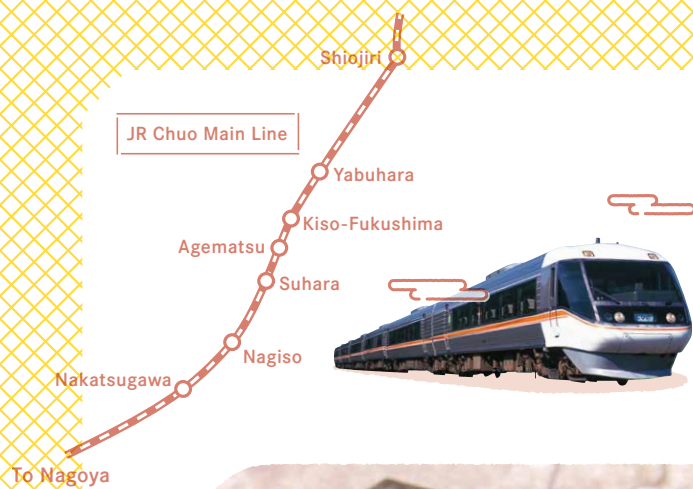 Shiojiri
JR Chuo Main Line
Yabuhara
Kiso-Fukushima
Agematsu
Suhara
Nagiso
Nakatsugawa
To Nagoya